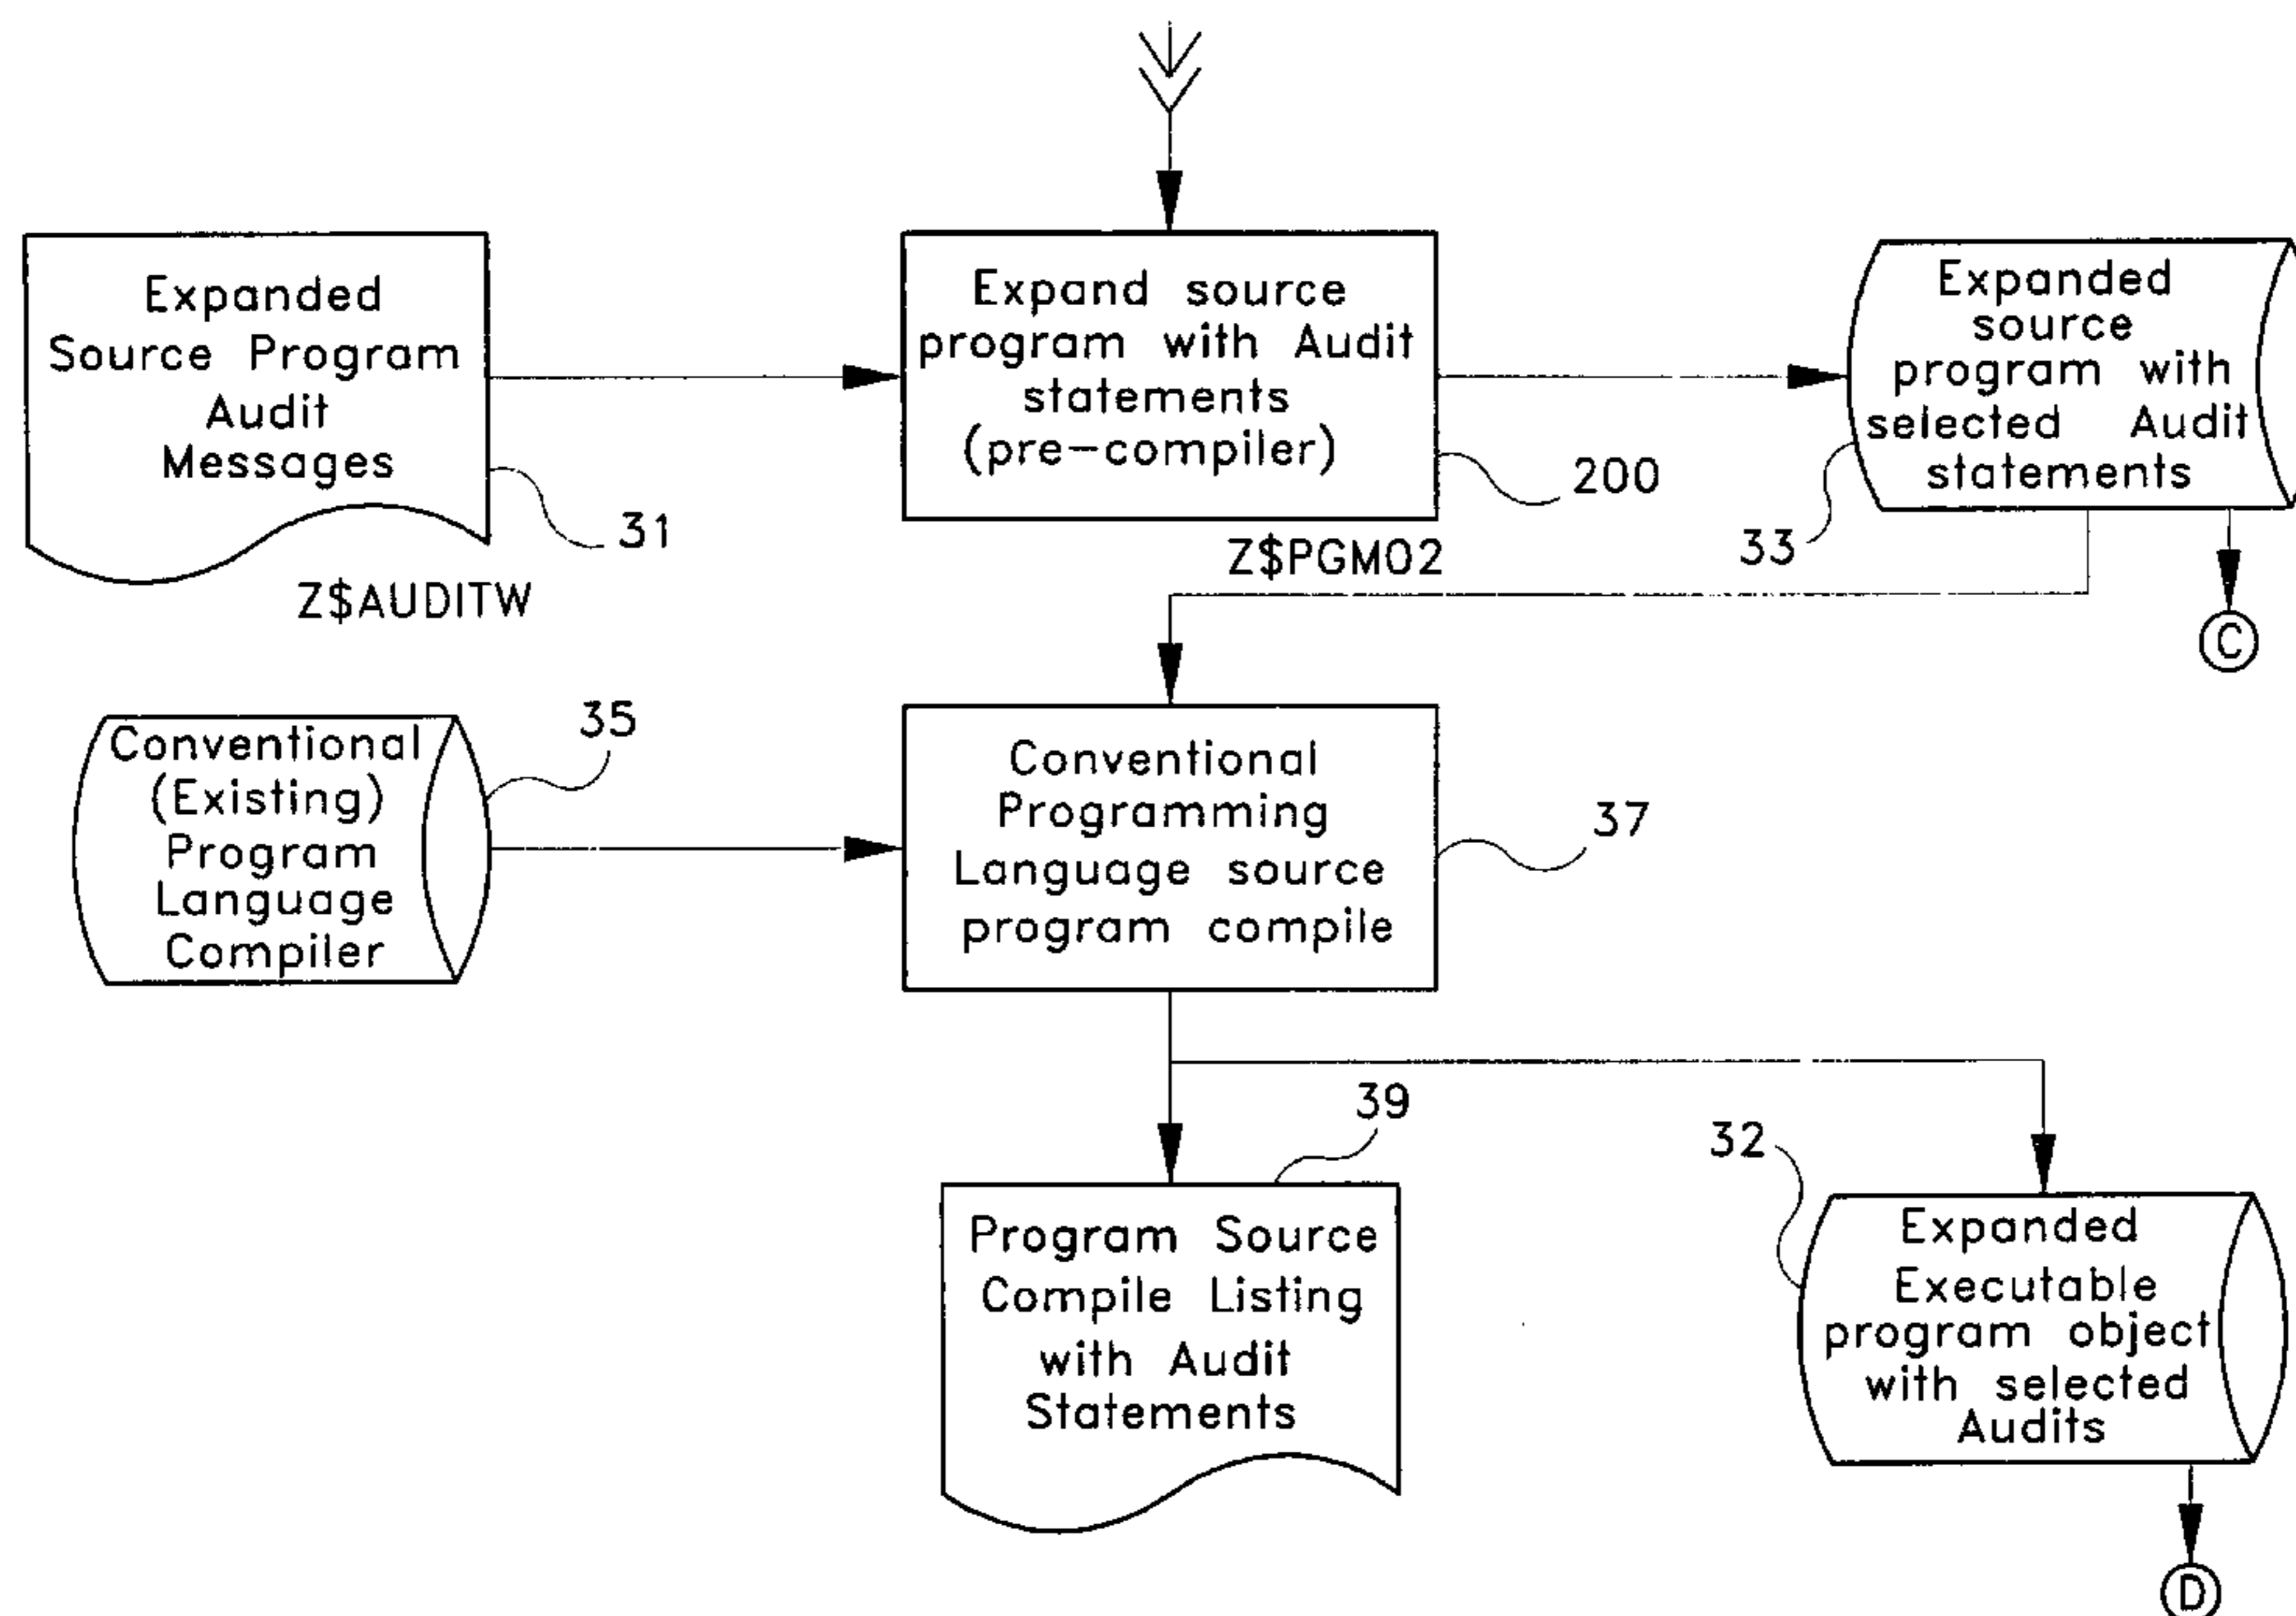 Expanded
Source Program
Audit
Messages
31
Z$AUDITW
Expand source
program with Audit
statements
(pre-compiler)
200
Z$PGM02
Expanded
source
program with
selected Audit
statements
33
C
Conventional
(Existing)
Program
Language
Compiler
35
Conventional
Programming
Language source
program compile
37
39
Program Source
Compile Listing
with Audit
Statements
32
Expanded
Executable
program object
with selected
Audits
D